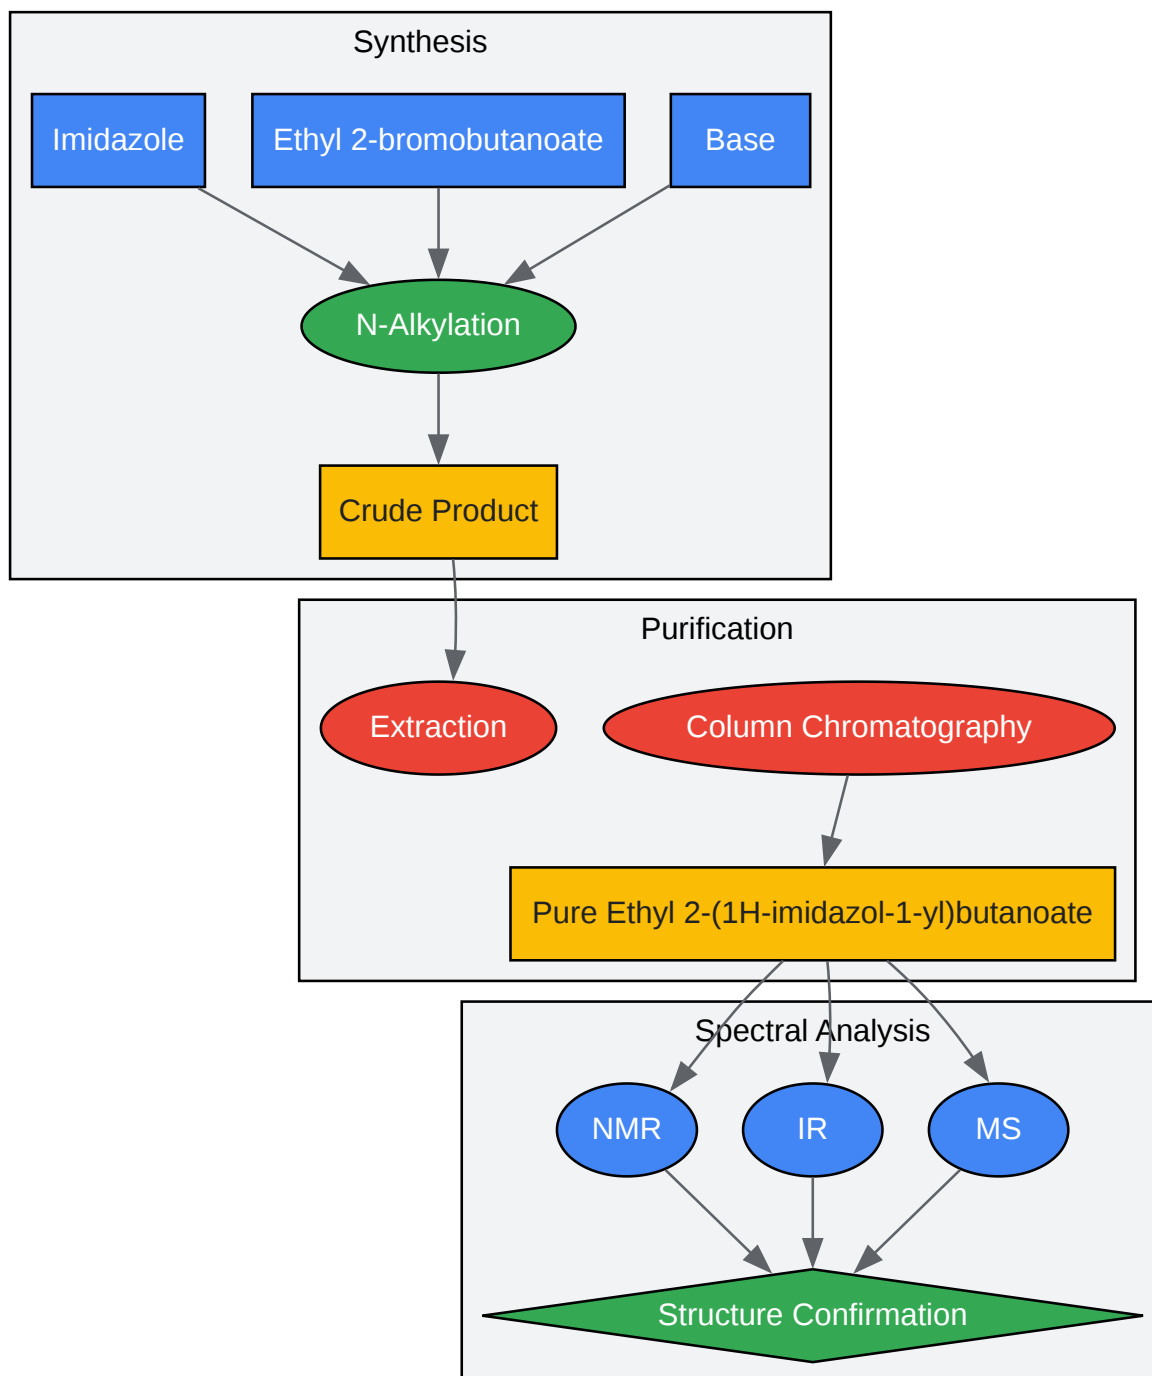 Synthesis
Imidazole
Ethyl 2-bromobutanoate
Base
N-Alkylation
Crude Product
Purification
Extraction
Column Chromatography
Pure Ethyl 2-(1H-imidazol-1-yl)butanoate
Spectral Analysis
NMR
IR
MS
Structure Confirmation